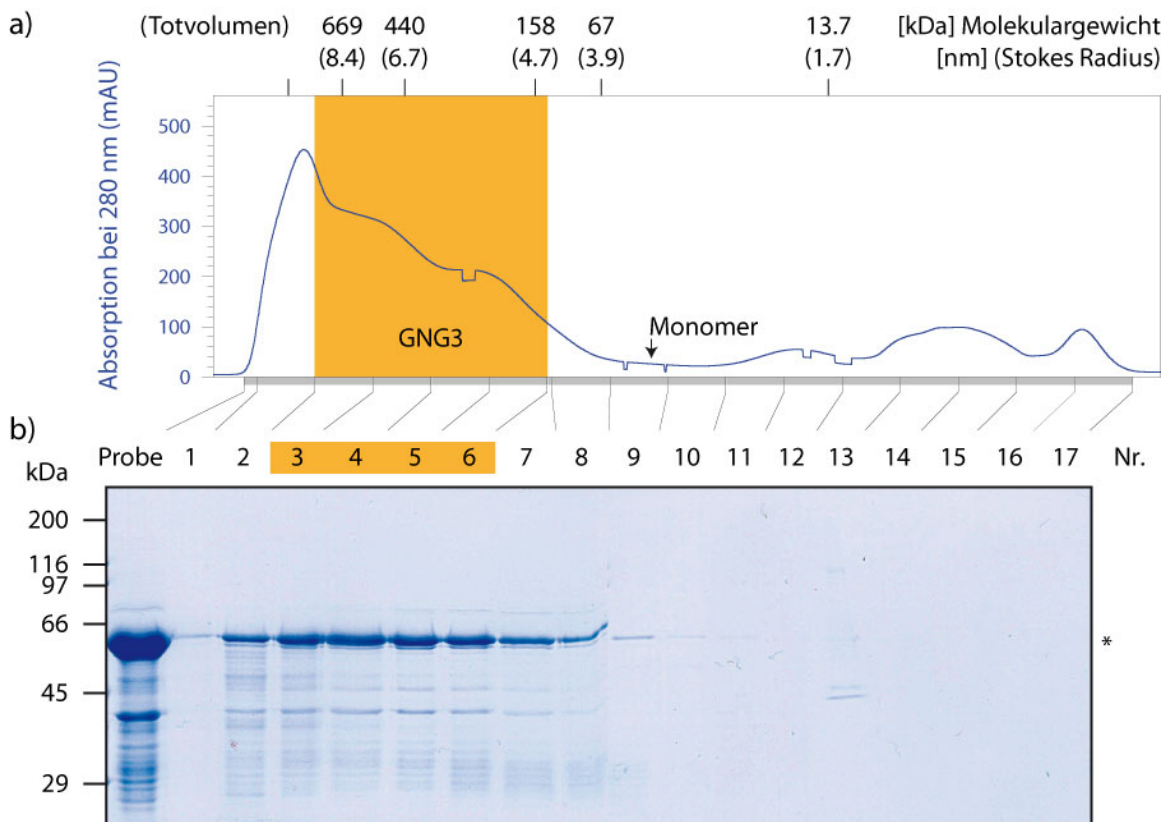 a)
(Totvolumen) 669 440 158 67 13.7 [kDa] Molekulargewicht
(8.4) (6.7) (4.7) (3.9) (1.7) [nm] (Stokes Radius)
Absorption bei 280 nm (mAU)
500
400
300
200
100
0
GNG3
Monomer
b)
kDa Probe 1 2 3 4 5 6 7 8 9 10 11 12 13 14 15 16 17 Nr.
200
116
97
66
*
45
29